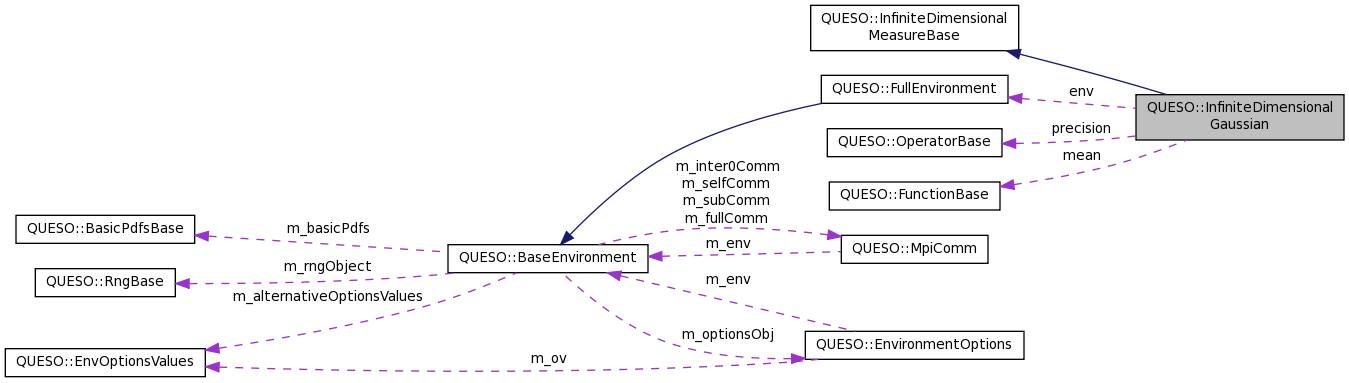 QUESO::InfiniteDimensional
MeasureBase
QUESO::FullEnvironment
env
QUESO::InfiniteDimensional
Gaussian
precision
QUESO::OperatorBase
mean
QUESO::FunctionBase
m_inter0Comm
m_selfComm
m_subComm
m_fullComm
QUESO::BasicPdfsBase
m_basicPdfs
m_env
QUESO::MpiComm
QUESO::BaseEnvironment
QUESO::RngBase
m_rngObject
m_env
m_alternativeOptionsValues
m_optionsObj
QUESO::EnvironmentOptions
QUESO::EnvOptionsValues
m_ov